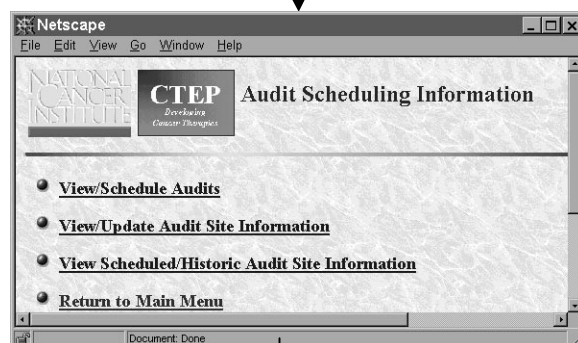 Netscape
File Edit View Go Window Help
NATIONAL
CANCER
INSTITUTE
CTEP
Developing
Cancer Therapies
Audit Scheduling Information
View/Schedule Audits
View/Update Audit Site Information
View Scheduled/Historic Audit Site Information
Return to Main Menu
Document: Done